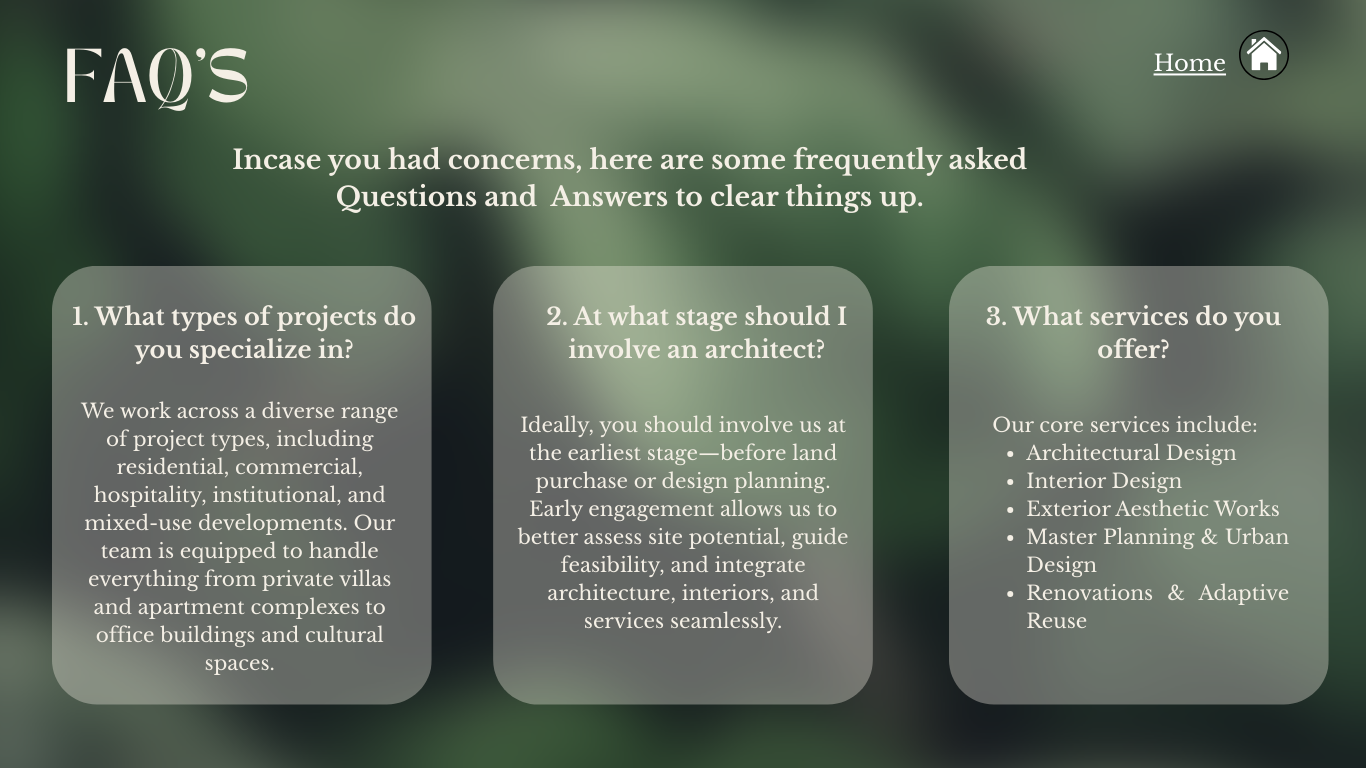 FAQ'S
Home
Incase you had concerns, here are some frequently asked
Questions and  Answers to clear things up.
1. What types of projects do
you specialize in?
We work across a diverse range
of project types, including
residential, commercial,
hospitality, institutional, and
mixed-use developments. Our
team is equipped to handle
everything from private villas
and apartment complexes to
office buildings and cultural
spaces.
2. At what stage should I
involve an architect?
Ideally, you should involve us at
the earliest stage—before land
purchase or design planning.
Early engagement allows us to
better assess site potential, guide
feasibility, and integrate
architecture, interiors, and
services seamlessly.
3. What services do you
offer?
Our core services include:
• Architectural Design
• Interior Design
• Exterior Aesthetic Works
• Master Planning & Urban
Design
• Renovations & Adaptive
Reuse